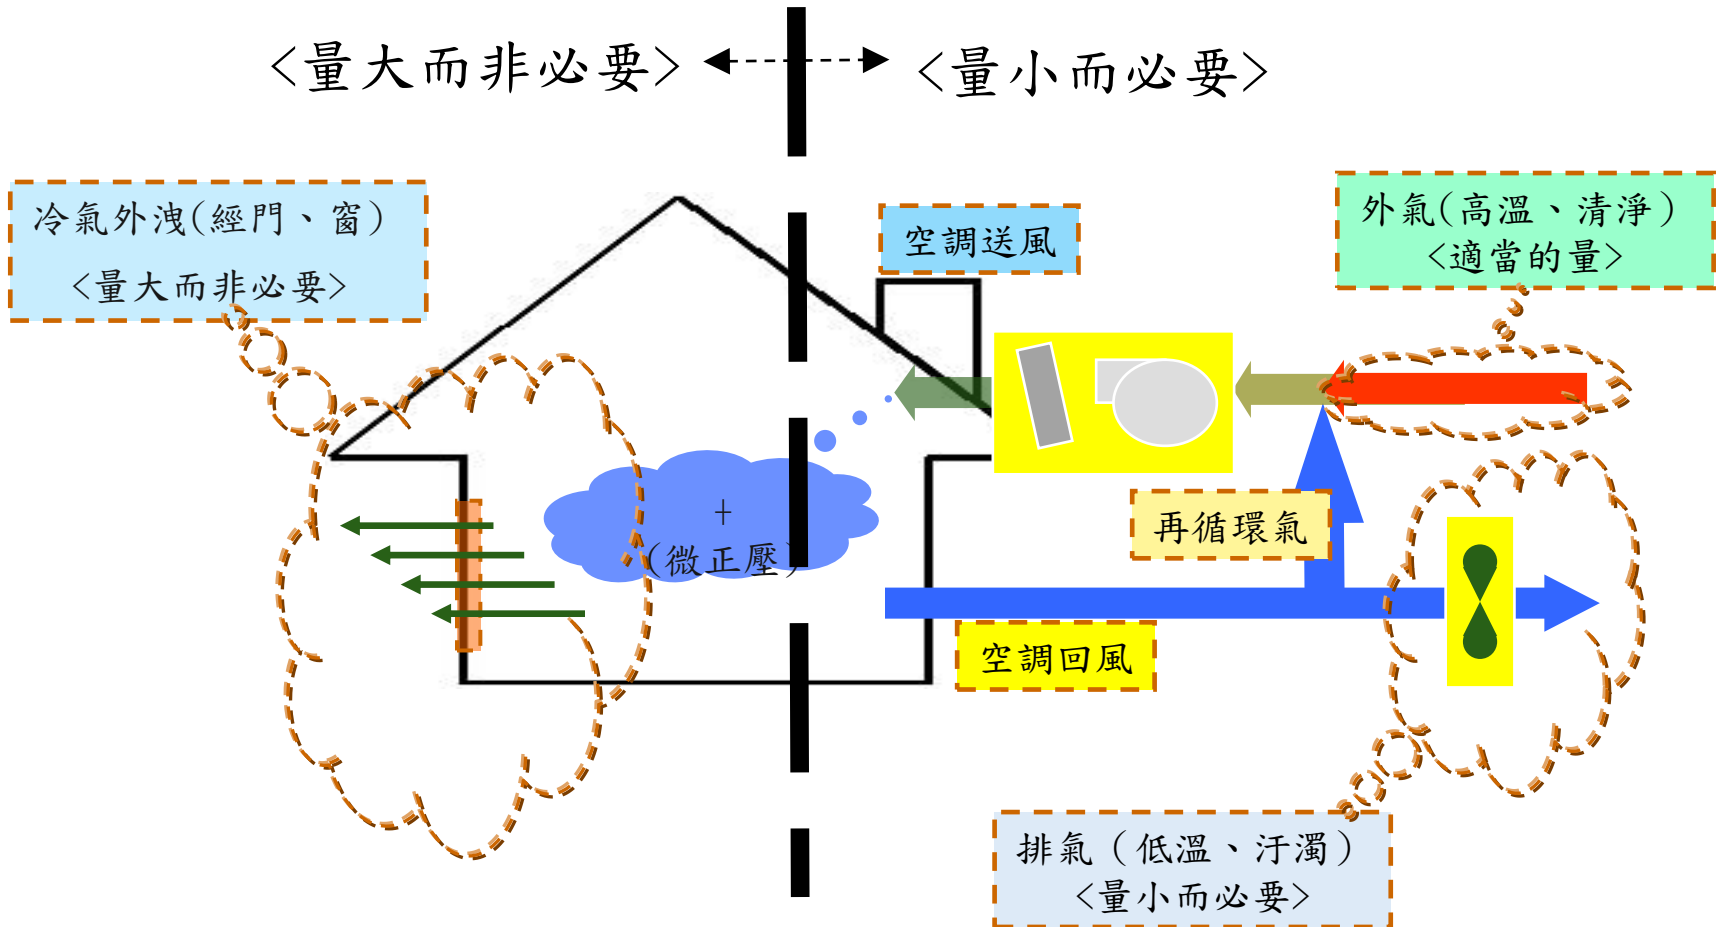 <量大而非必要>
<量小而必要>
冷氣外洩(經門、窗)
<量大而非必要>
空調送風
外氣(高溫、清淨)
<適當的量>
+
(微正壓)
再循環氣
空調回風
排氣(低溫、汙濁)
<量小而必要>